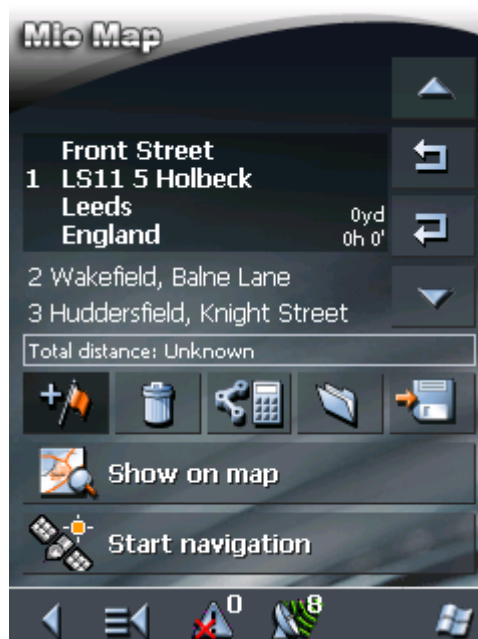 Mio Map
Front Street
1 LS11 5 Holbeck
Leeds
0yd
England
0h 0'
2 Wakefield, Balne Lane
3 Huddersfield, Knight Street
Total distance: Unknown
Show on map
Start navigation
0
8